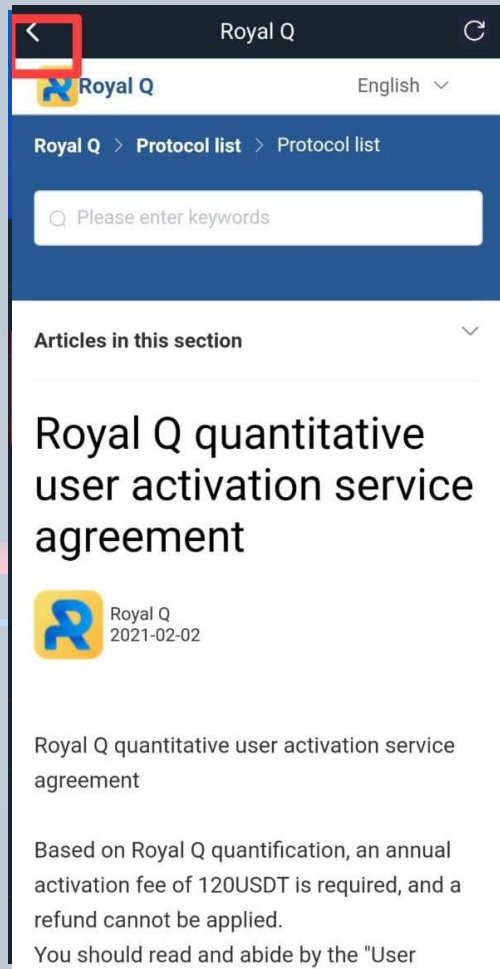 Royal Q
Royal Q
English
Royal Q > Protocol list > Protocol list
Please enter keywords
Articles in this section
Royal Q quantitative
user activation service
agreement
Royal Q
2021-02-02
Royal Q quantitative user activation service
agreement
Based on Royal Q quantification, an annual
activation fee of 120USDT is required, and a
refund cannot be applied.
You should read and abide by the "User